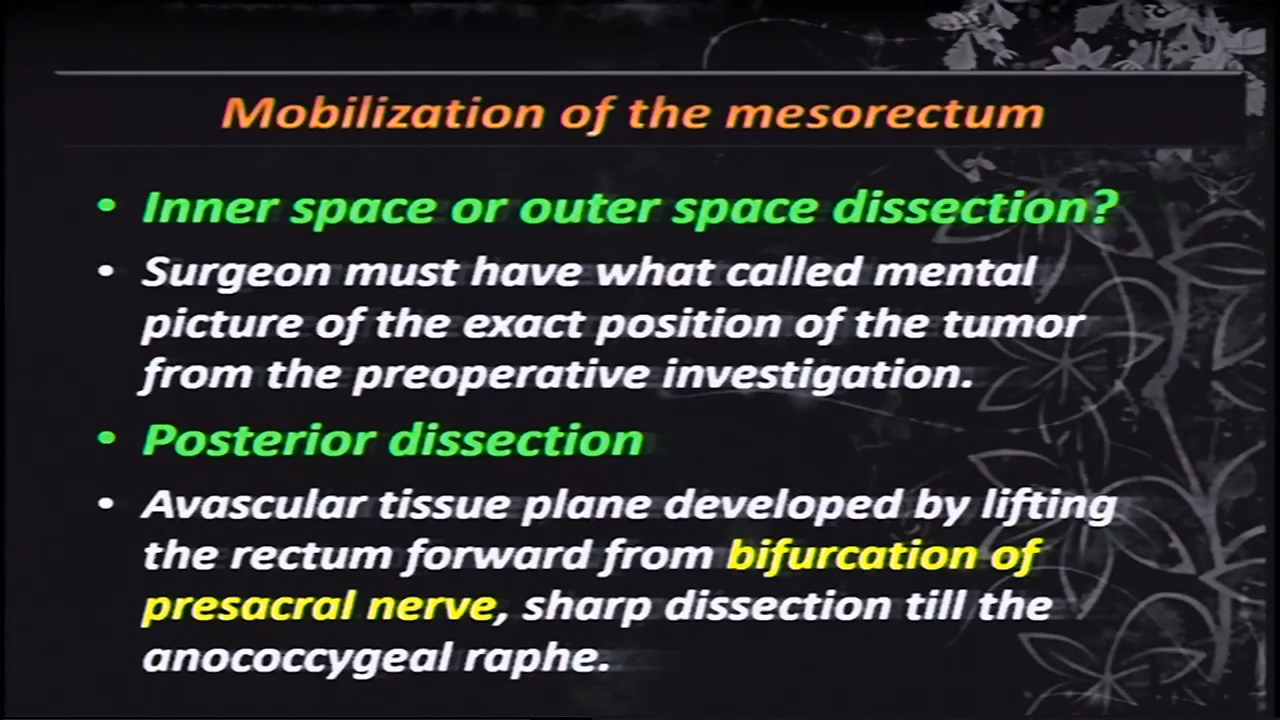 Mobilization of the mesorectum
• Inner space or outer space dissection?
• Surgeon must have what called mental
picture of the exact position of the tumor
from the preoperative investigation.
• Posterior dissection
• Avascular tissue plane developed by lifting
the rectum forward from bifurcation of
presacral nerve, sharp dissection till the
anococcygeal raphe.